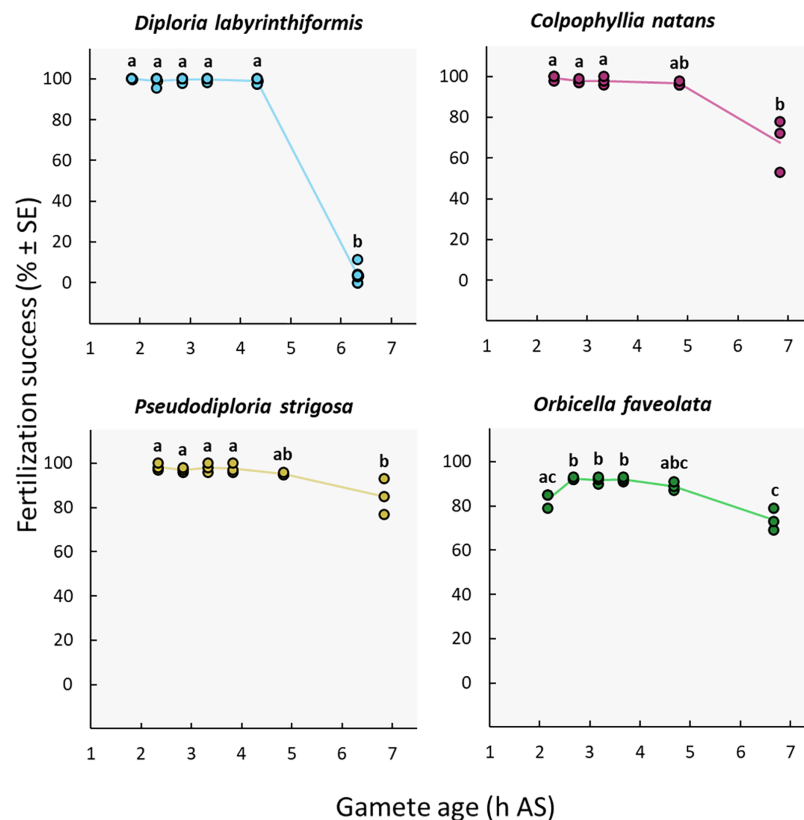 Diploria labyrinthiformis
a a a a a b
100
80
60
40
20
0
1 2 3 4 5 6 7
Colpophyllia natans
a a a ab b
100
80
60
40
20
0
1 2 3 4 5 6 7
Pseudodiploria strigosa
a a a a ab b
100
80
60
40
20
0
1 2 3 4 5 6 7
Orbicella faveolata
ac b b b abc c
100
80
60
40
20
0
1 2 3 4 5 6 7
Fertilization success (% ± SE)
Gamete age (h AS)